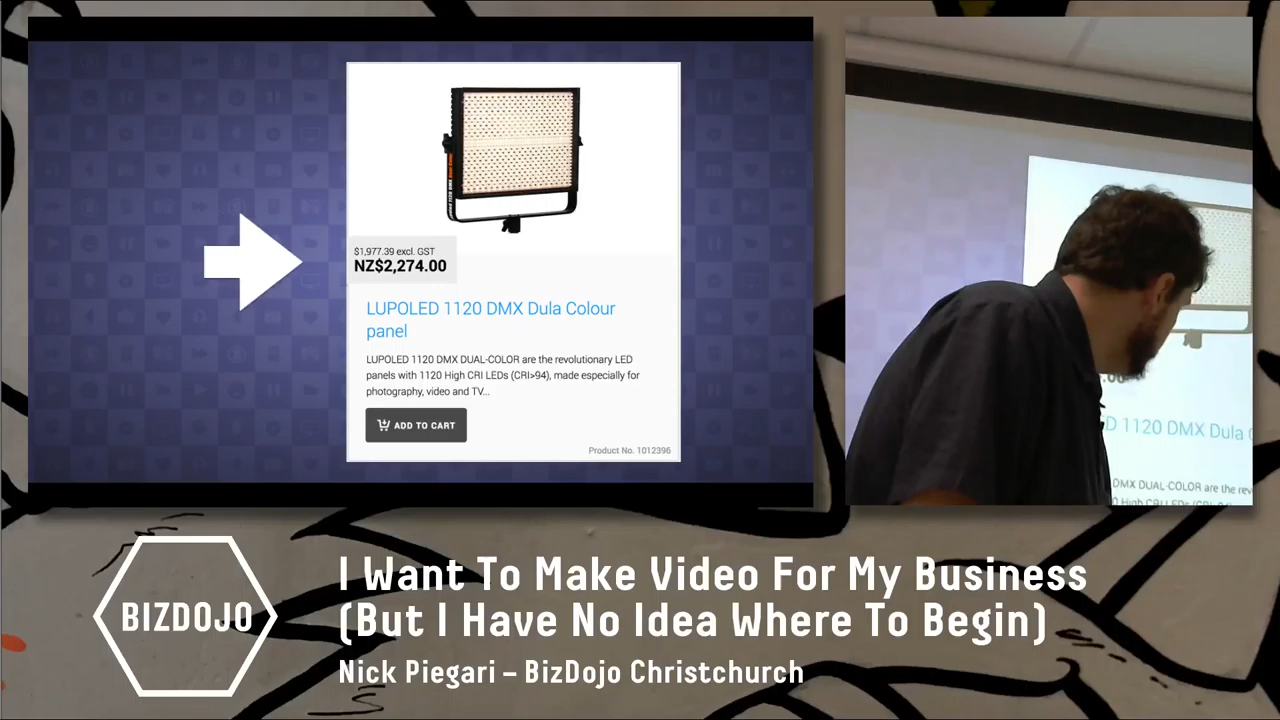 $1,977.39 excl. GST
NZ$2,274.00
LUPOLED 1120 DMX Dula Colour
panel
LUPOLED 1120 DMX DUAL-COLOR are the revolutionary LED
panels with 1120 High CRI LEDs (CRI>94), made especially for
photography, video and TV...
ADD TO CART
Product No. 1012396
D 1120 DMX Dula
DMX DUAL-COLOR are the rev
BIZDOJO
I Want To Make Video For My Business
(But I Have No Idea Where To Begin)
Nick Piegari – BizDojo Christchurch